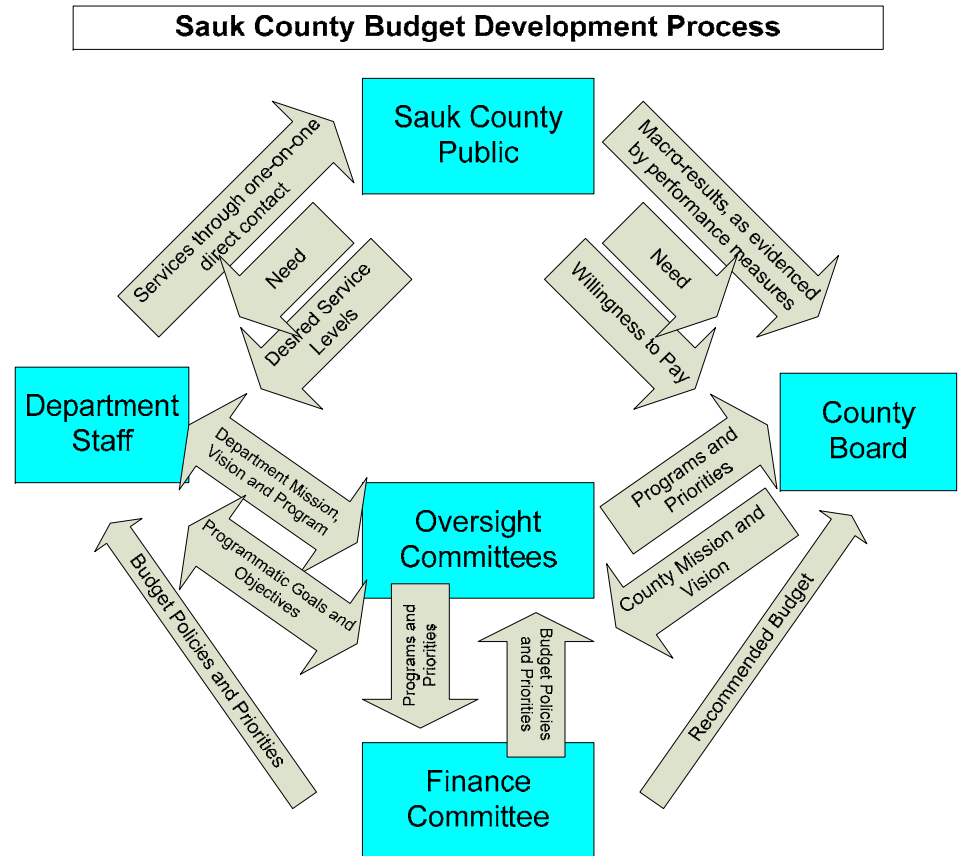 Sauk County Budget Development Process
Sauk County
Public
Services through one-on-one
direct contact
Need
Desired Service
Levels
Macro-results, as evidenced
by performance measures
Need
Willingness to Pay
Department
Staff
County
Board
Department Mission,
Vision and Program
Programmatic Goals and
Objectives
Oversight
Committees
Programs and
Priorities
County Mission and
Vision
Budget Policies and Priorities
Programs and
Priorities
Budget Policies
and Priorities
Recommended Budget
Finance
Committee